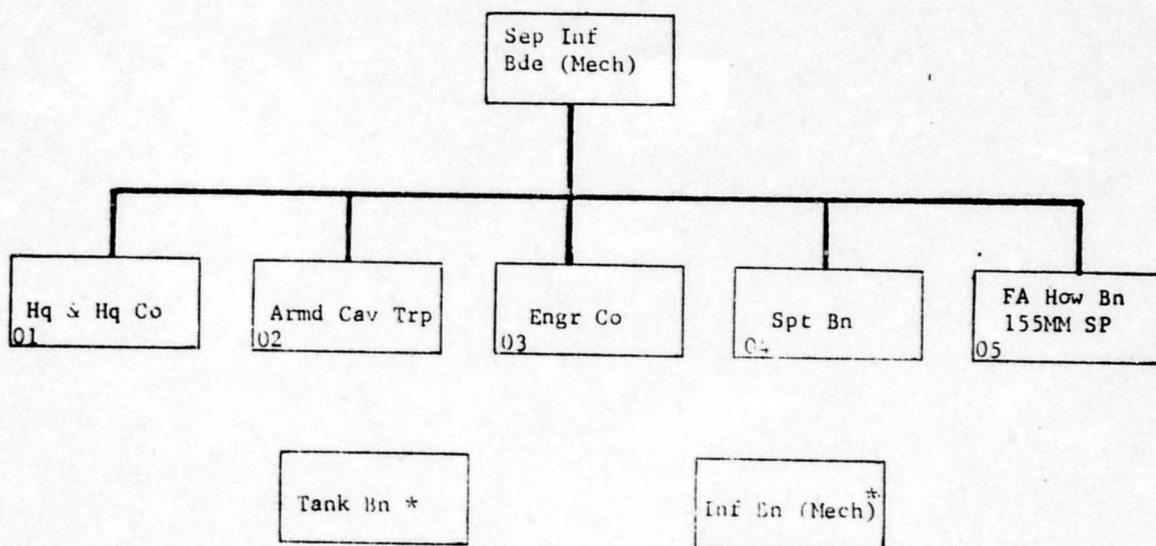 Sep Inf
Bde (Mech)
Hq & Hq Co
01
Armd Cav Trp
02
Engr Co
03
Spt Bn
04
FA How Bn
155MM SP
05
Tank Bn *
Inf Bn (Mech)*